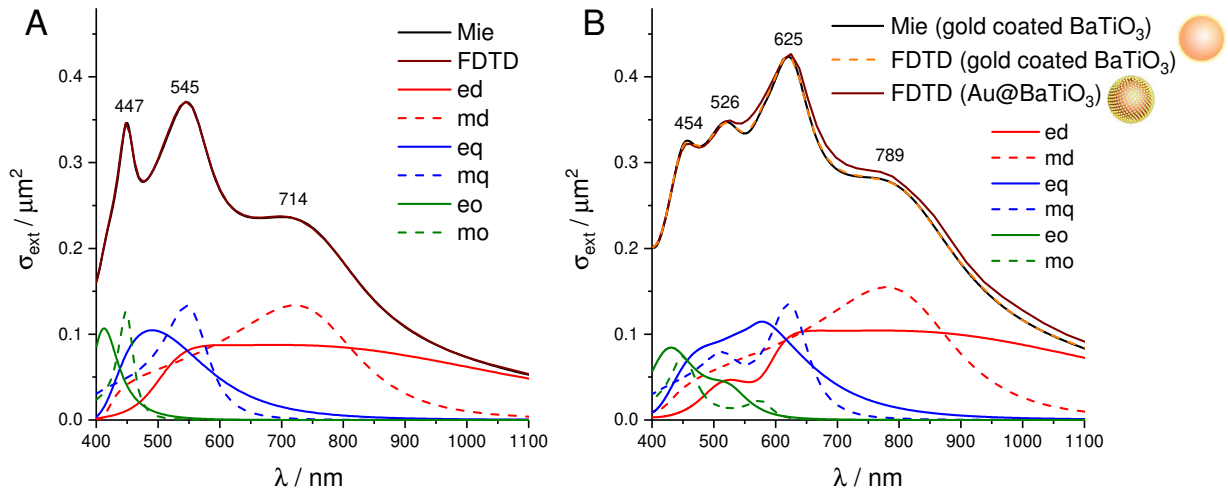 A
0.4
0.3
0.2
0.1
0.0
σext / μm2
447
545
714
Mie
FDTD
ed
md
eq
mq
eo
mo
400 500 600 700 800 900 1000 1100
λ / nm
B
0.4
0.3
0.2
0.1
0.0
σext / μm2
454
526
625
789
Mie (gold coated BaTiO3)
FDTD (gold coated BaTiO3)
FDTD (Au@BaTiO3)
ed
md
eq
mq
eo
mo
400 500 600 700 800 900 1000 1100
λ / nm